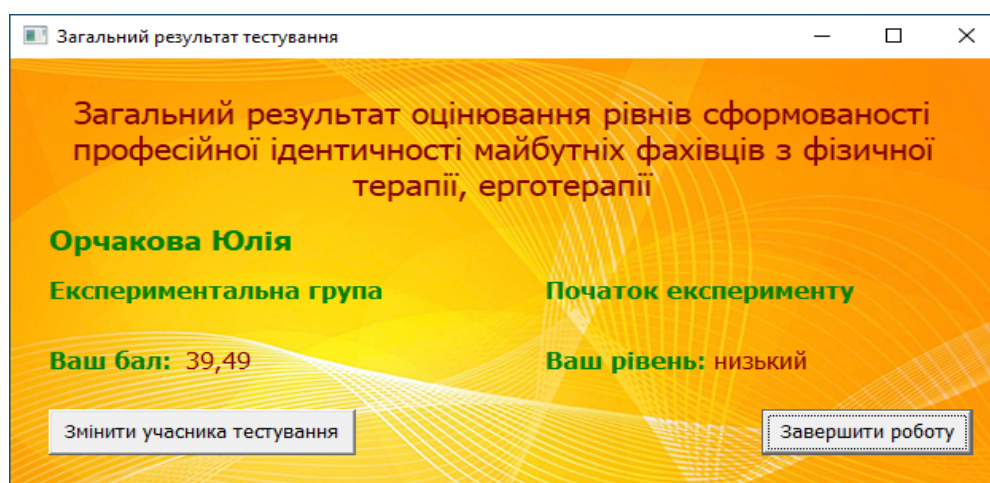 Загальний результат тестування
Загальний результат оцінювання рівнів сформованості
професійної ідентичності майбутніх фахівців з фізичної
терапії, ерготерапії
Орчакова Юлія
Експериментальна група
Початок експерименту
Ваш бал: 39,49
Ваш рівень: низький
Змінити учасника тестування
Завершити роботу